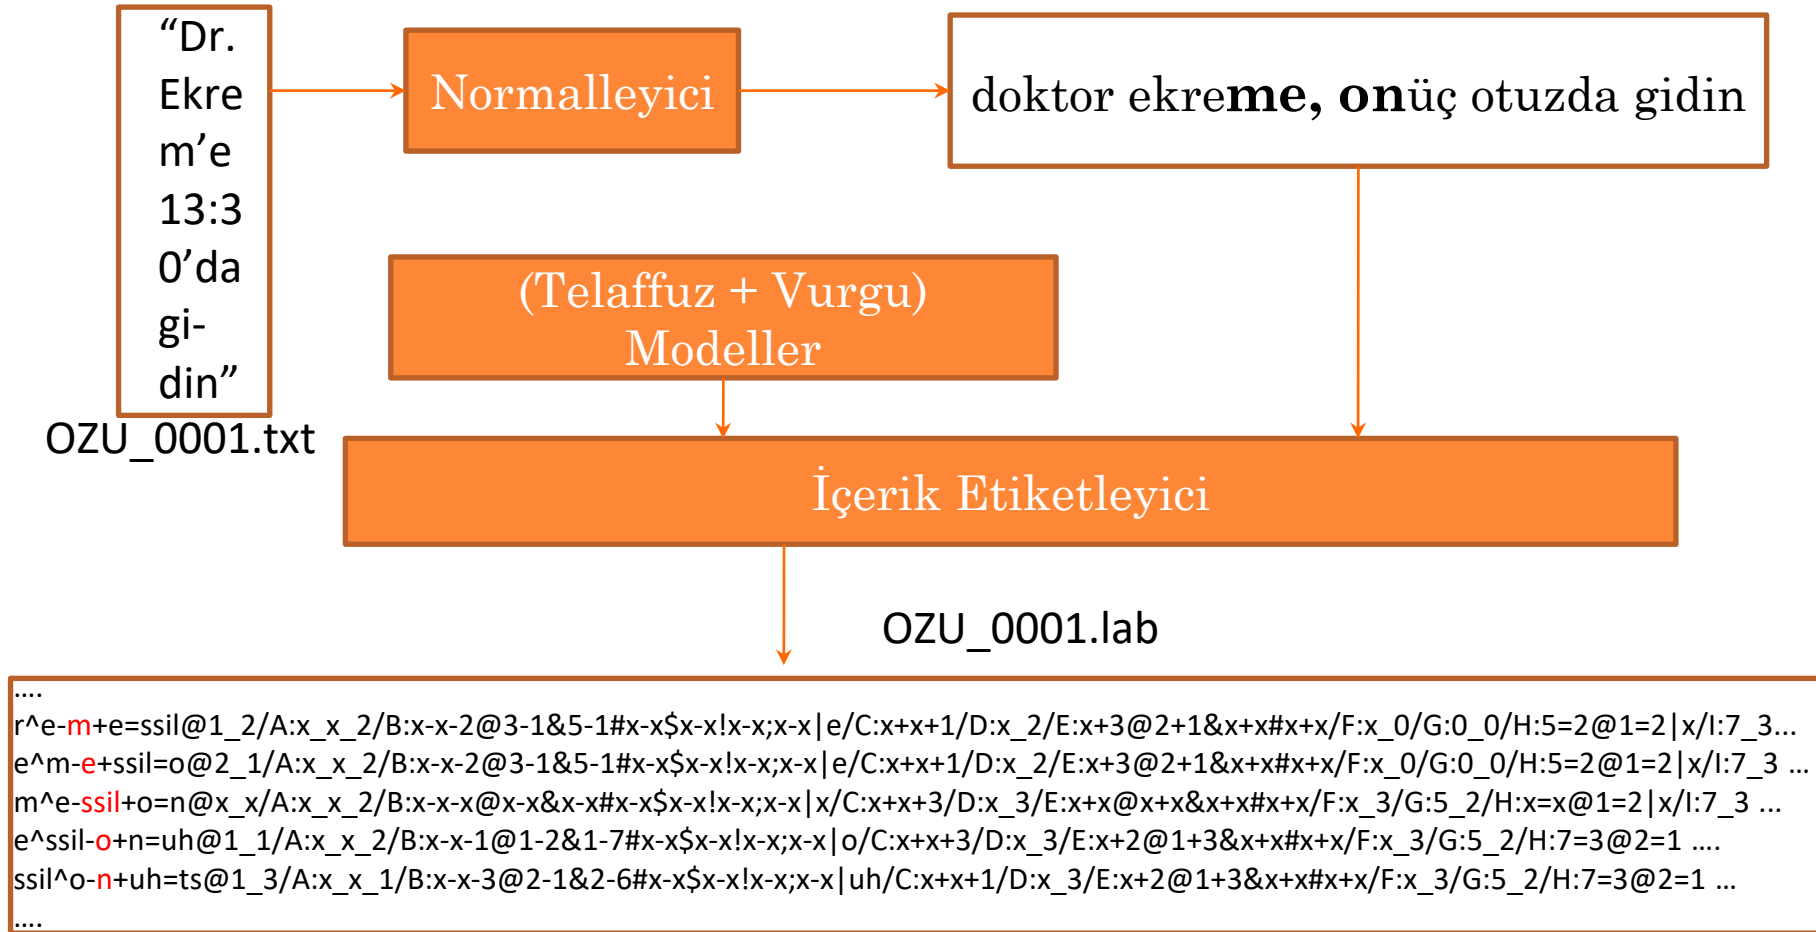 “Dr.
Ekre
m’e
13:3
0’da
gi-
din”
OZU_0001.txt
Normalleyici
doktor ekreme, onüç otuzda gidin
(Telaffuz + Vurgu)
Modeller
İçerik Etiketleyici
OZU_0001.lab
....
r^e-m+e=ssil@1_2/A:x_x_2/B:x-x-2@3-1&5-1#x-x$x-x!x-x;x-x|e/C:x+x+1/D:x_2/E:x+3@2+1&x+x#x+x/F:x_0/G:0_0/H:5=2@1=2|x/I:7_3...
e^m-e+ssil=o@2_1/A:x_x_2/B:x-x-2@3-1&5-1#x-x$x-x!x-x;x-x|e/C:x+x+1/D:x_2/E:x+3@2+1&x+x#x+x/F:x_0/G:0_0/H:5=2@1=2|x/I:7_3 ...
m^e-ssil+o=n@x_x/A:x_x_2/B:x-x-x@x-x&x-x#x-x$x-x!x-x;x-x|x/C:x+x+3/D:x_3/E:x+x@x+x&x+x#x+x/F:x_3/G:5_2/H:x=x@1=2|x/I:7_3 ...
e^ssil-o+n=uh@1_1/A:x_x_2/B:x-x-1@1-2&1-7#x-x$x-x!x-x;x-x|o/C:x+x+3/D:x_3/E:x+2@1+3&x+x#x+x/F:x_3/G:5_2/H:7=3@2=1 ....
ssil^o-n+uh=ts@1_3/A:x_x_1/B:x-x-3@2-1&2-6#x-x$x-x!x-x;x-x|uh/C:x+x+1/D:x_3/E:x+2@1+3&x+x#x+x/F:x_3/G:5_2/H:7=3@2=1 ...
....